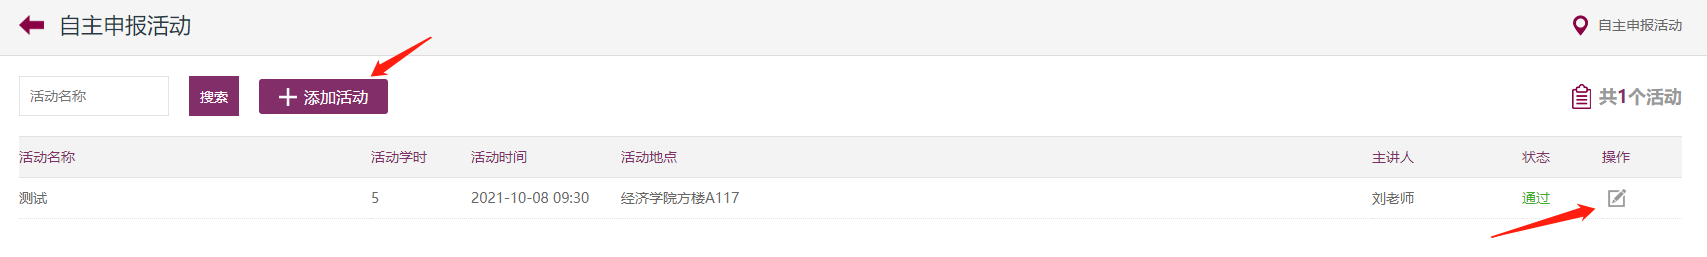 自主申报活动
自主申报活动
活动名称 搜索 添加活动 共1个活动
活动名称 活动学时 活动时间 活动地点 主讲人 状态 操作
测试 5 2021-10-08 09:30 经济学院方楼A117 刘老师 通过